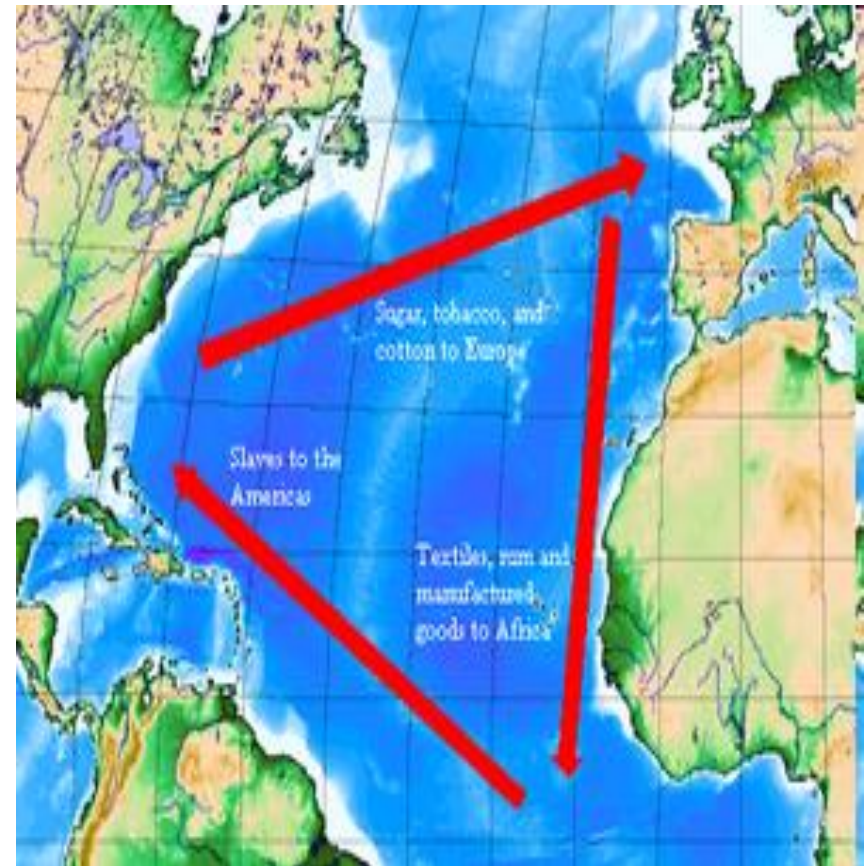 Sugar, tobacco, and
cotton to Europe
Slaves to the
Americas
Textiles, rum and
manufactured
goods to Africa